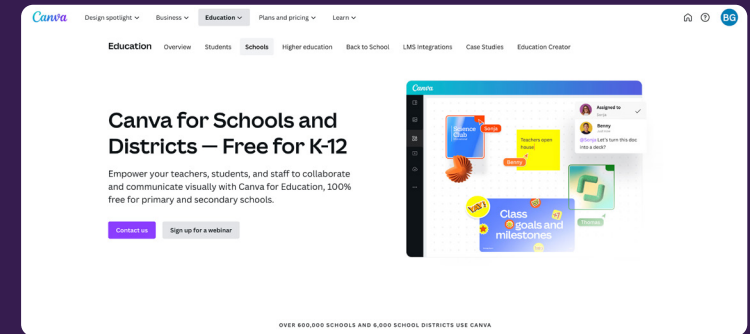 Canva
Design spotlight
Business
Education
Plans and pricing
Learn
BG
Education
Overview
Students
Schools
Higher education
Back to School
LMS Integrations
Case Studies
Education Creator
Canva for Schools and
Districts — Free for K-12
Empower your teachers, students, and staff to collaborate
and communicate visually with Canva for Education, 100%
free for primary and secondary schools.
Contact us
Sign up for a webinar
Canva
Science
Club
Sonja
Teachers open
house
Benny
Assigned to
Sonja
Benny
@Sonja Let's turn this doc
into a deck?
Class
goals and
milestones
Thomas
OVER 600,000 SCHOOLS AND 6,000 SCHOOL DISTRICTS USE CANVA